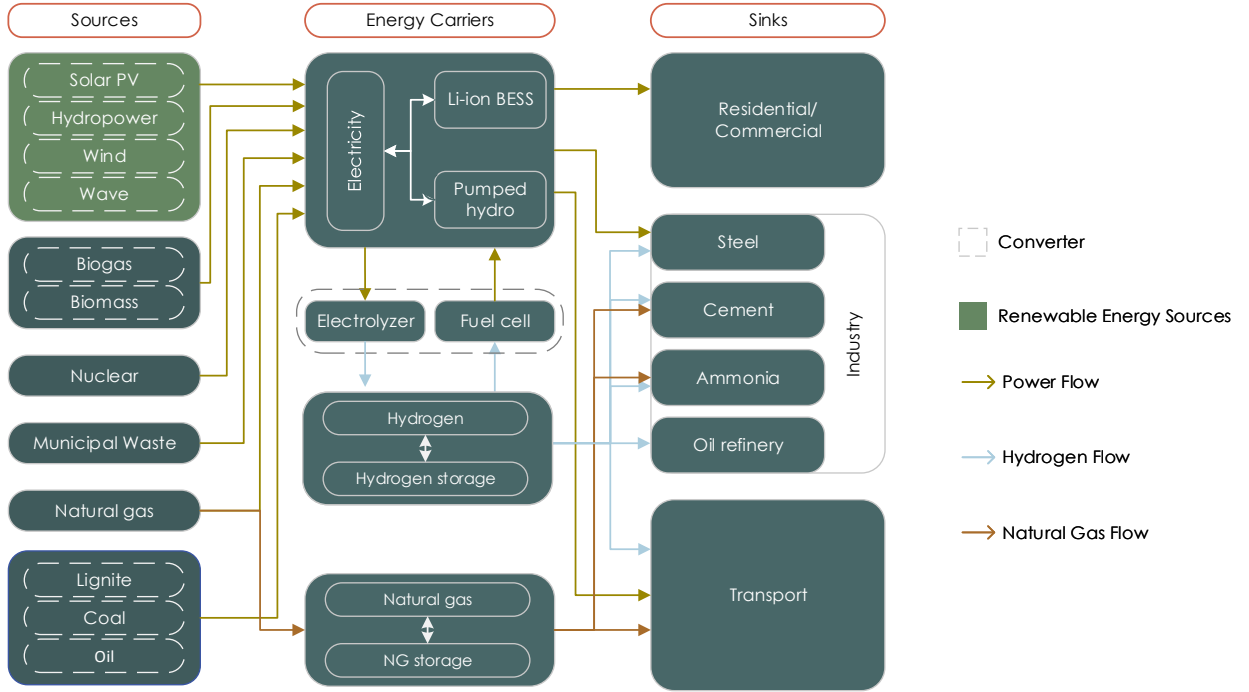 Sources
Energy Carriers
Sinks
Solar PV
Hydropower
Wind
Wave
Biogas
Biomass
Nuclear
Municipal Waste
Natural gas
Lignite
Coal
Oil
Electricity
Li-ion BESS
Pumped
hydro
Electrolyzer
Fuel cell
Hydrogen
Hydrogen storage
Natural gas
NG storage
Residential/
Commercial
Steel
Cement
Ammonia
Oil refinery
Industry
Transport
Converter
Renewable Energy Sources
Power Flow
Hydrogen Flow
Natural Gas Flow